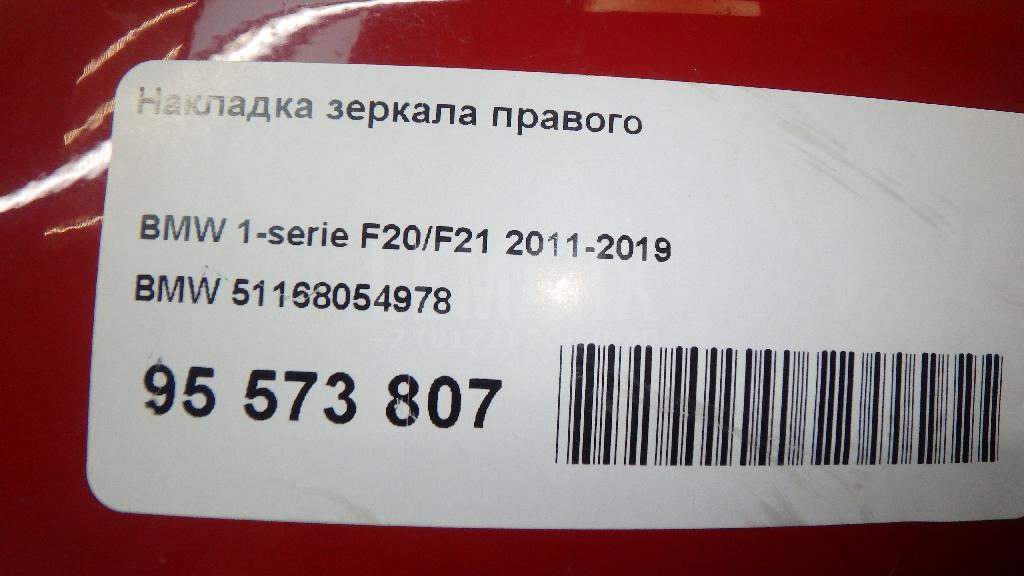 Накладка зеркала правого
BMW 1-serie F20/F21 2011-2019
BMW 51168054978
95 573 807